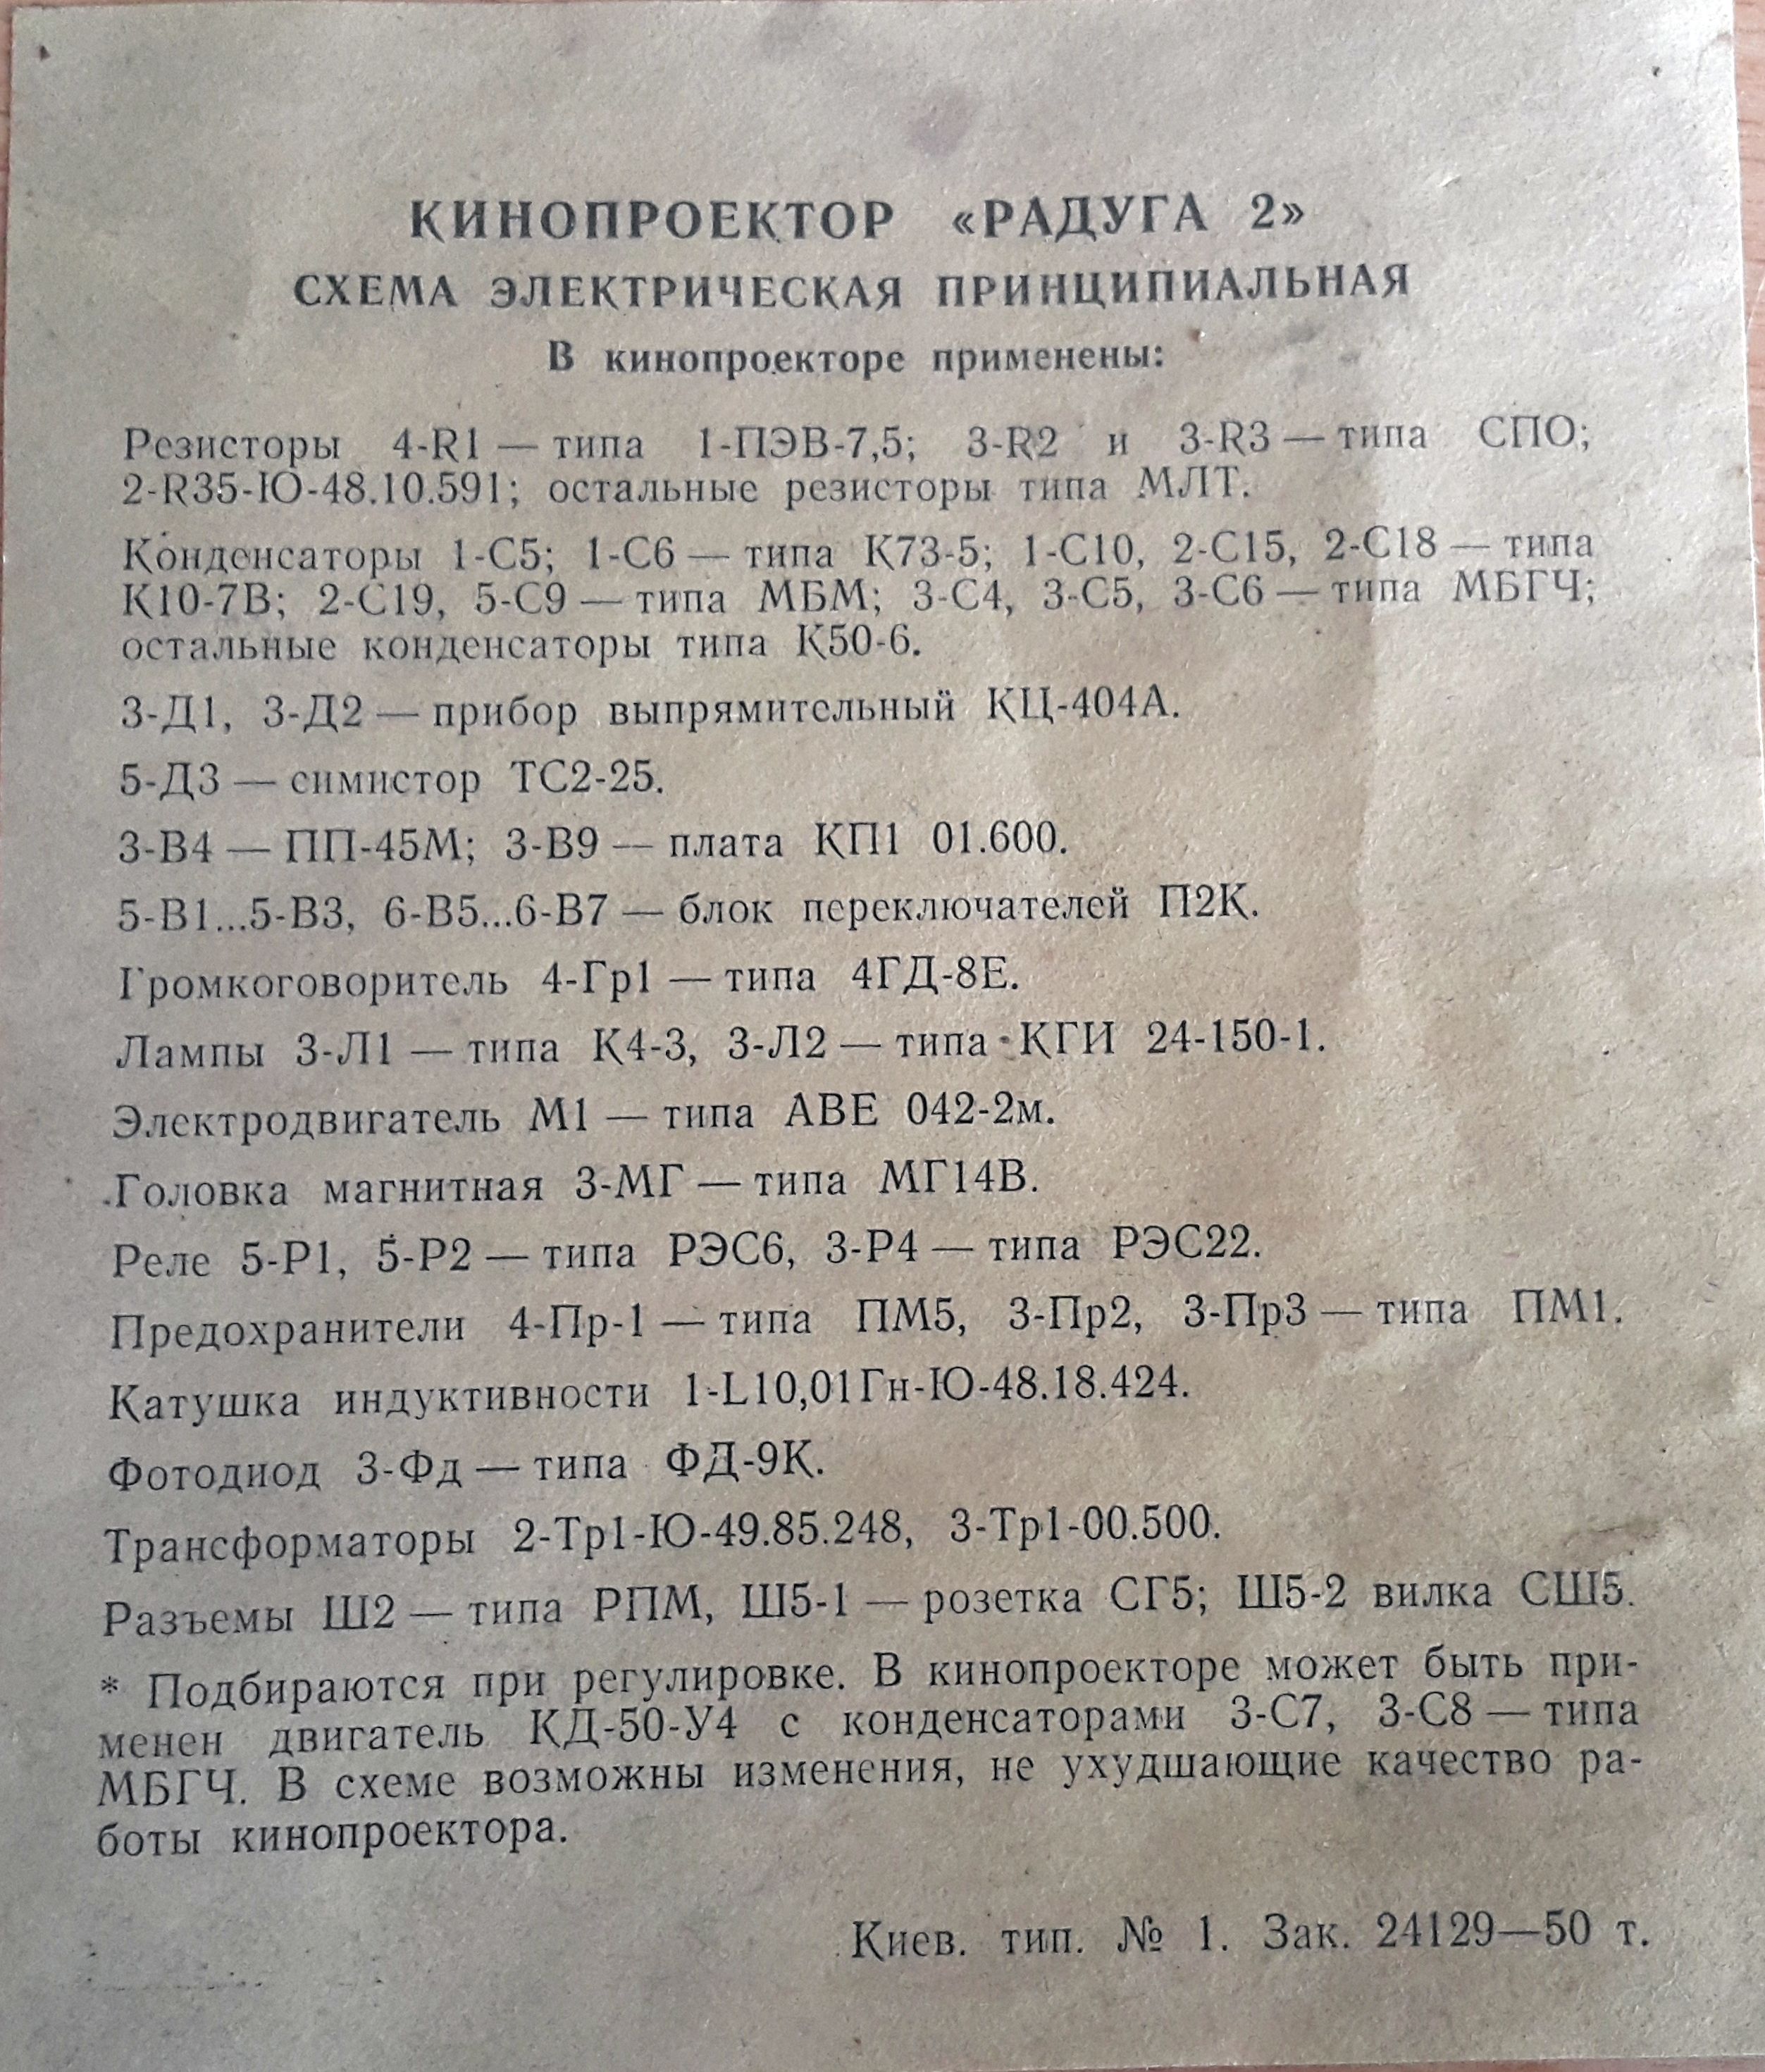 КИНОПРОЕКТОР «РАДУГА 2»
СХЕМА ЭЛЕКТРИЧЕСКАЯ ПРИНЦИПИАЛЬНАЯ
В кинопроекторе применены:
Резисторы 4-R1 — типа 1-ПЭВ-7,5; 3-R2 и 3-R3 — типа СПО;
2-R35-Ю-48.10.591; остальные резисторы типа МЛТ.
Конденсаторы 1-С5; 1-С6 — типа К73-5; 1-С10, 2-С15, 2-С18 — типа
К10-7В; 2-С19, 5-С9 — типа МБМ; 3-С4, 3-С5, 3-С6 — типа МБГЧ;
остальные конденсаторы типа К50-6.
3-Д1, 3-Д2 — прибор выпрямительный КЦ-404А.
5-Д3 — симистор ТС2-25.
3-В4 — ПП-45М; 3-В9 — плата КП1 01.600.
5-В1...5-В3, 6-В5...6-В7 — блок переключателей П2К.
Громкоговоритель 4-Гр1 — типа 4ГД-8Е.
Лампы 3-Л1 — типа К4-3, 3-Л2 — типа КГИ 24-150-1.
Электродвигатель М1 — типа АВЕ 042-2м.
Головка магнитная 3-МГ — типа МГ14В.
Реле 5-Р1, 5-Р2 — типа РЭС6, 3-Р4 — типа РЭС22.
Предохранители 4-Пр-1 — типа ПМ5, 3-Пр2, 3-Пр3 — типа ПМ1.
Катушка индуктивности 1-L10,01Гн-Ю-48.18.424.
Фотодиод 3-Фд — типа ФД-9К.
Трансформаторы 2-Тр1-Ю-49.85.248, 3-Тр1-00.500.
Разъемы Ш2 — типа РПМ, Ш5-1 — розетка СГ5; Ш5-2 вилка СШ5.
* Подбираются при регулировке. В кинопроекторе может быть при-
менен двигатель КД-50-У4 с конденсаторами 3-С7, 3-С8 — типа
МБГЧ. В схеме возможны изменения, не ухудшающие качество ра-
боты кинопроектора.
Киев. тип. № 1. Зак. 24129—50 т.